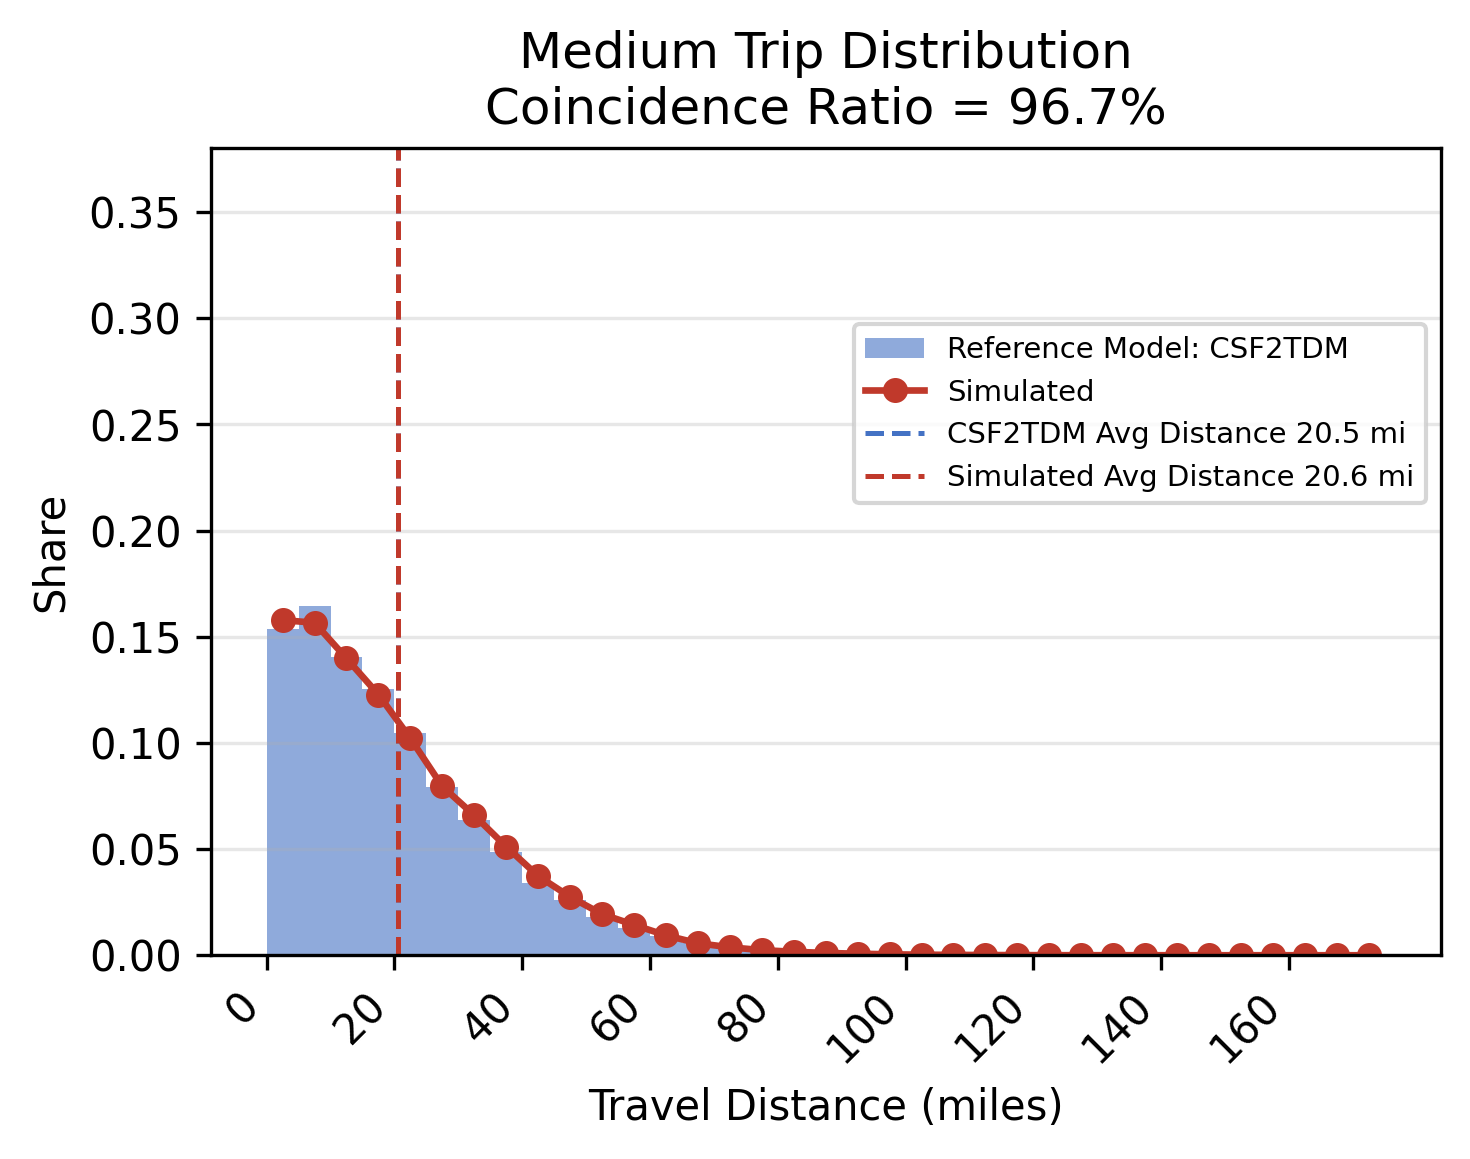 Medium Trip Distribution
Coincidence Ratio = 96.7%
Share
0.35
0.30
0.25
0.20
0.15
0.10
0.05
0.00
Reference Model: CSF2TDM
Simulated
CSF2TDM Avg Distance 20.5 mi
Simulated Avg Distance 20.6 mi
0 20 40 60 80 100 120 140 160
Travel Distance (miles)